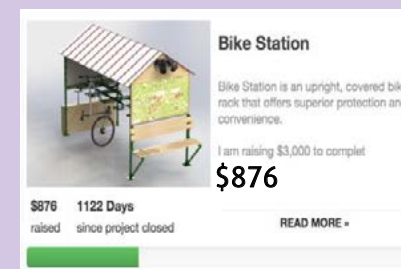 Bike Station
Bike Station is an upright, covered bik
rack that offers superior protection an
convenience.
I am raising $3,000 to complet
$876
$876 1122 Days
raised since project closed
READ MORE »